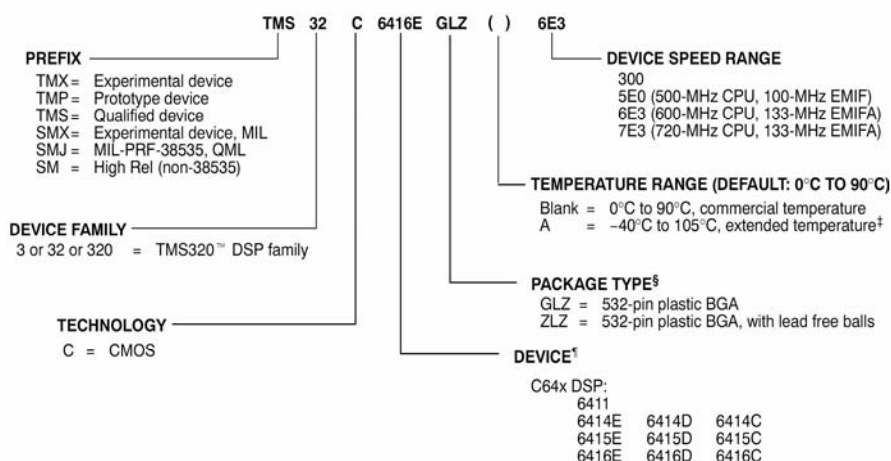 TMS 32 C 6416E GLZ ( ) 6E3
PREFIX
TMX = Experimental device
TMP = Prototype device
TMS = Qualified device
SMX = Experimental device, MIL
SMJ = MIL-PRF-38535, QML
SM = High Rel (non-38535)
DEVICE SPEED RANGE
300
5E0 (500-MHz CPU, 100-MHz EMIF)
6E3 (600-MHz CPU, 133-MHz EMIFA)
7E3 (720-MHz CPU, 133-MHz EMIFA)
TEMPERATURE RANGE (DEFAULT: 0°C TO 90°C)
Blank = 0°C to 90°C, commercial temperature
A = −40°C to 105°C, extended temperature‡
DEVICE FAMILY
3 or 32 or 320 = TMS320™ DSP family
PACKAGE TYPE§
GLZ = 532-pin plastic BGA
ZLZ = 532-pin plastic BGA, with lead free balls
TECHNOLOGY
C = CMOS
DEVICE¶
C64x DSP:
6411
6414E 6414D 6414C
6415E 6415D 6415C
6416E 6416D 6416C